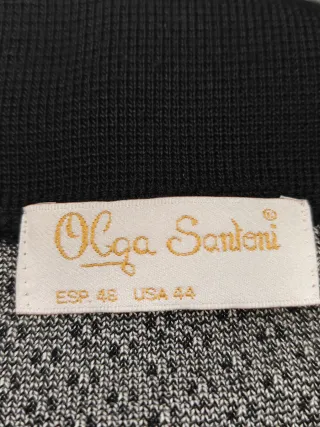 Olga Santoni®
ESP 48 USA 44